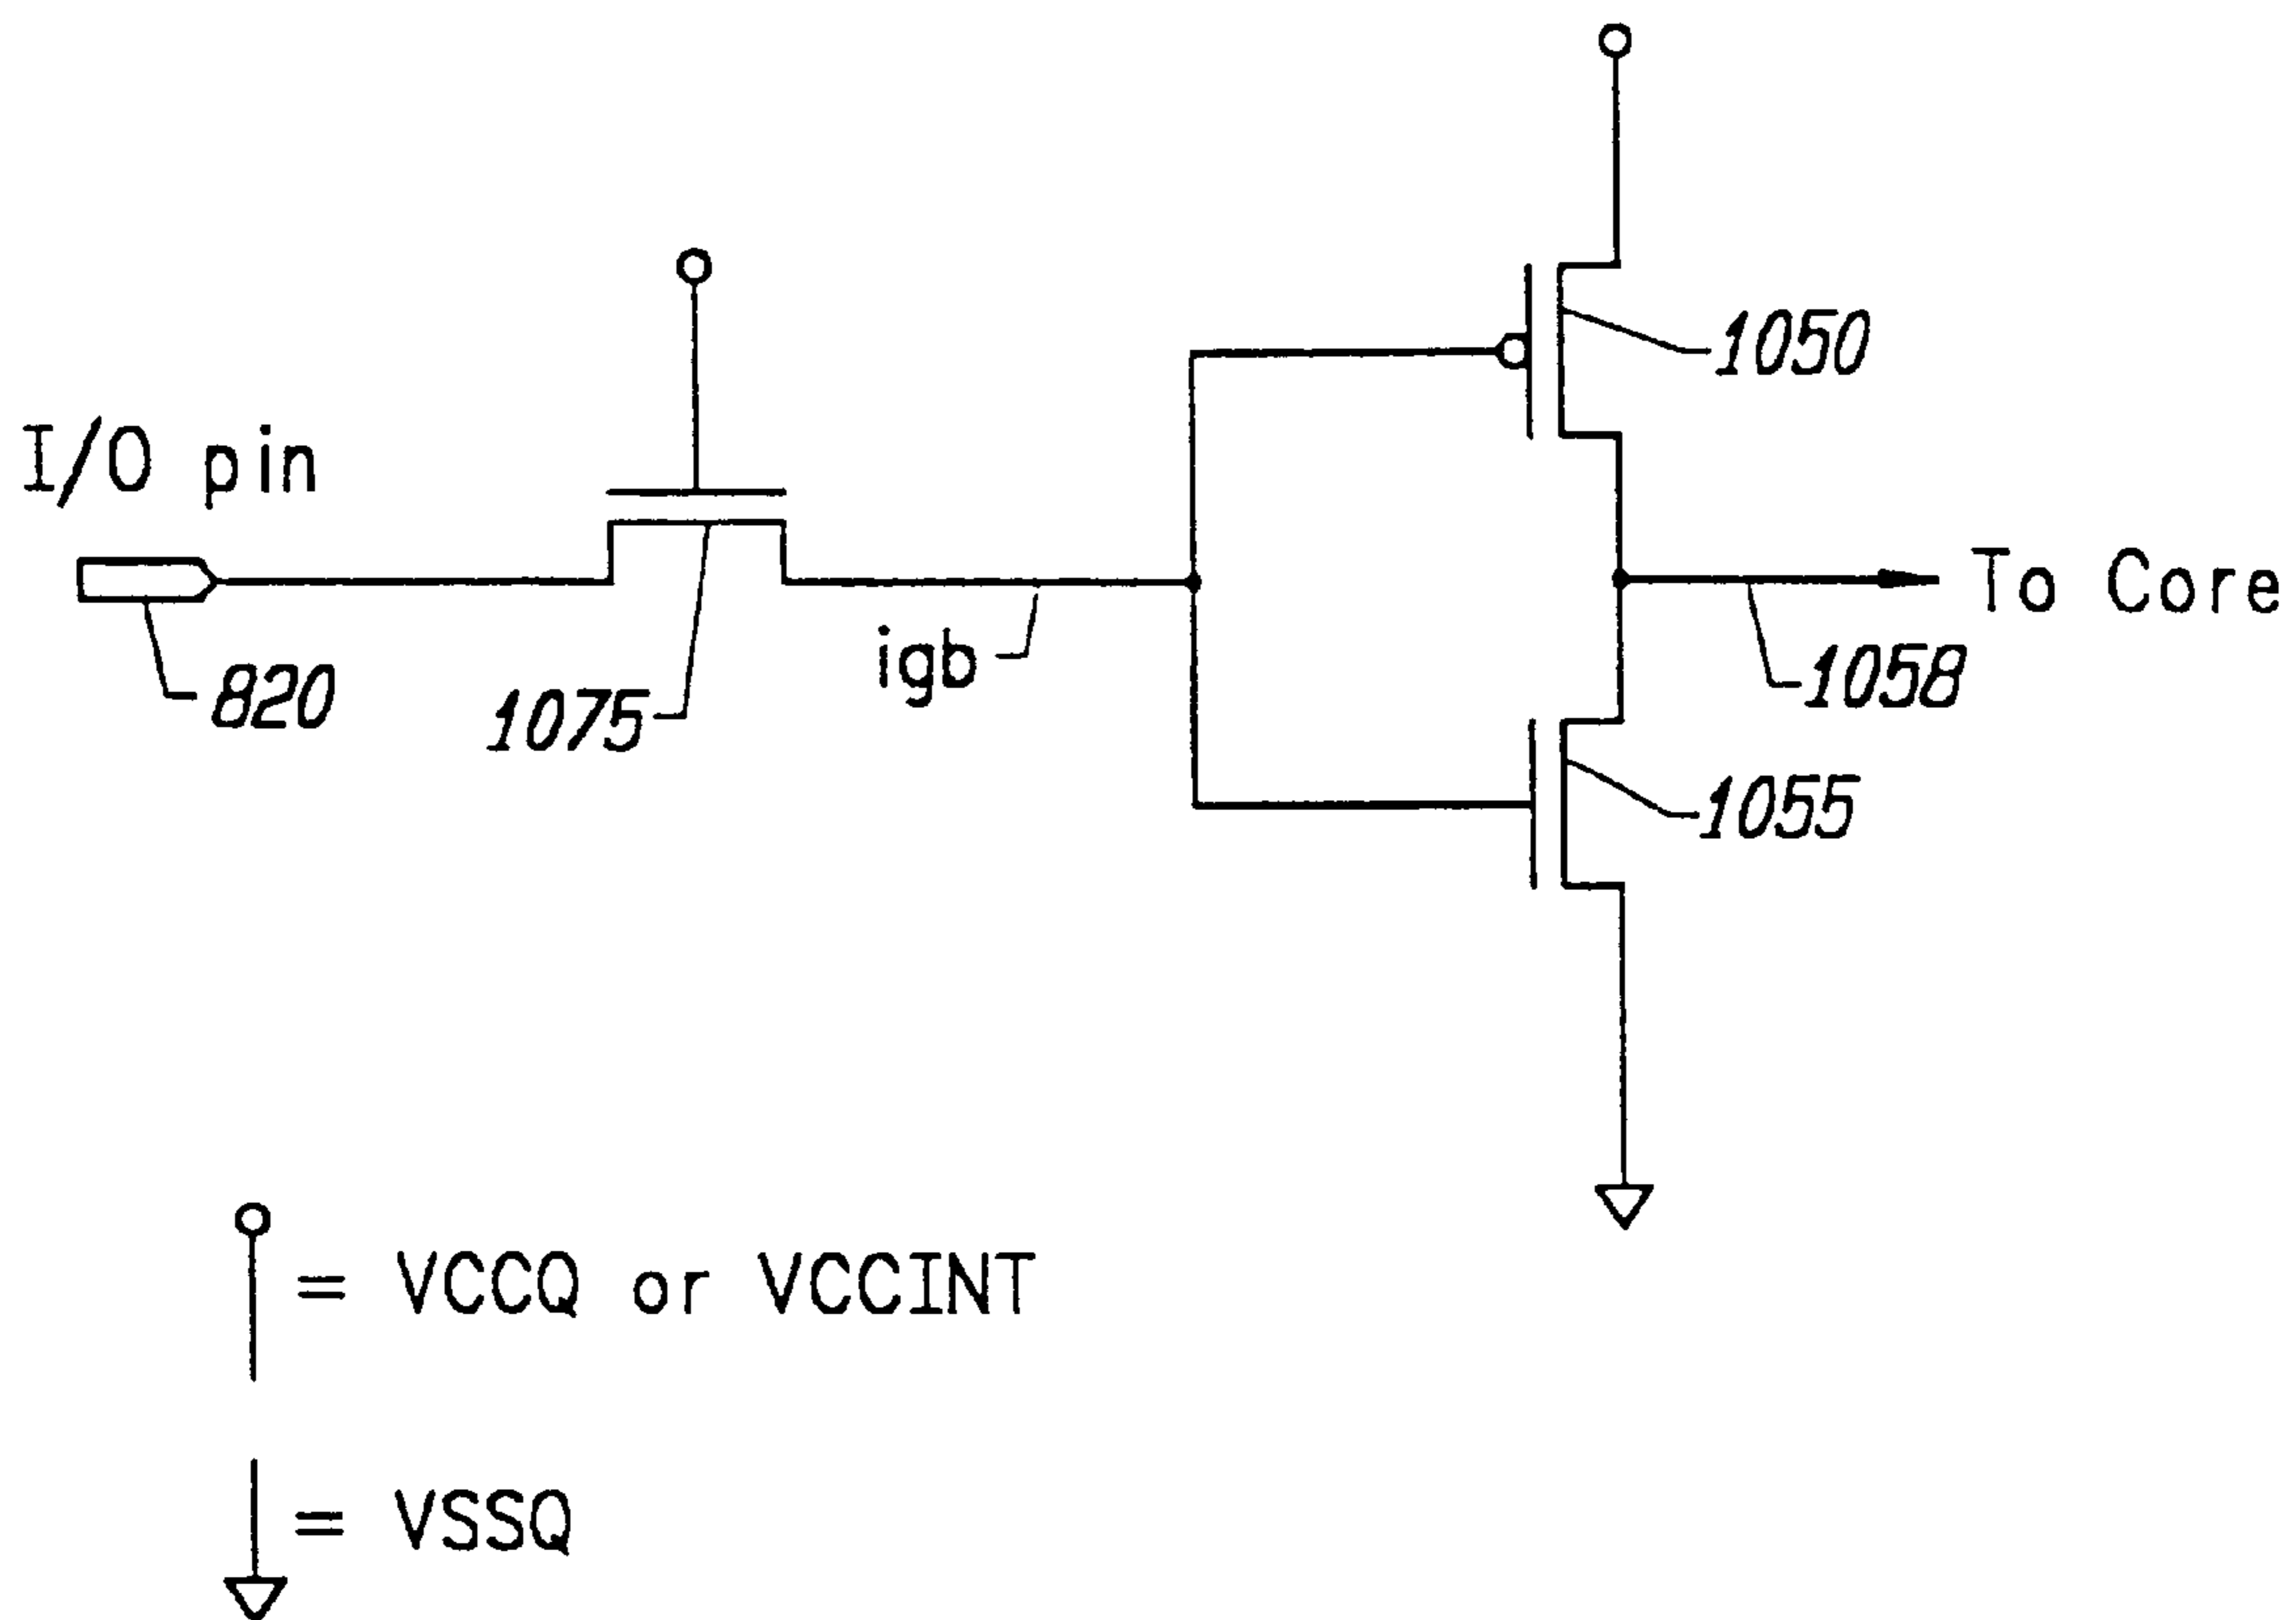 I/O pin
820
1075
igb
1050
To Core
1058
1055
= VCCQ or VCCINT
= VSSQ